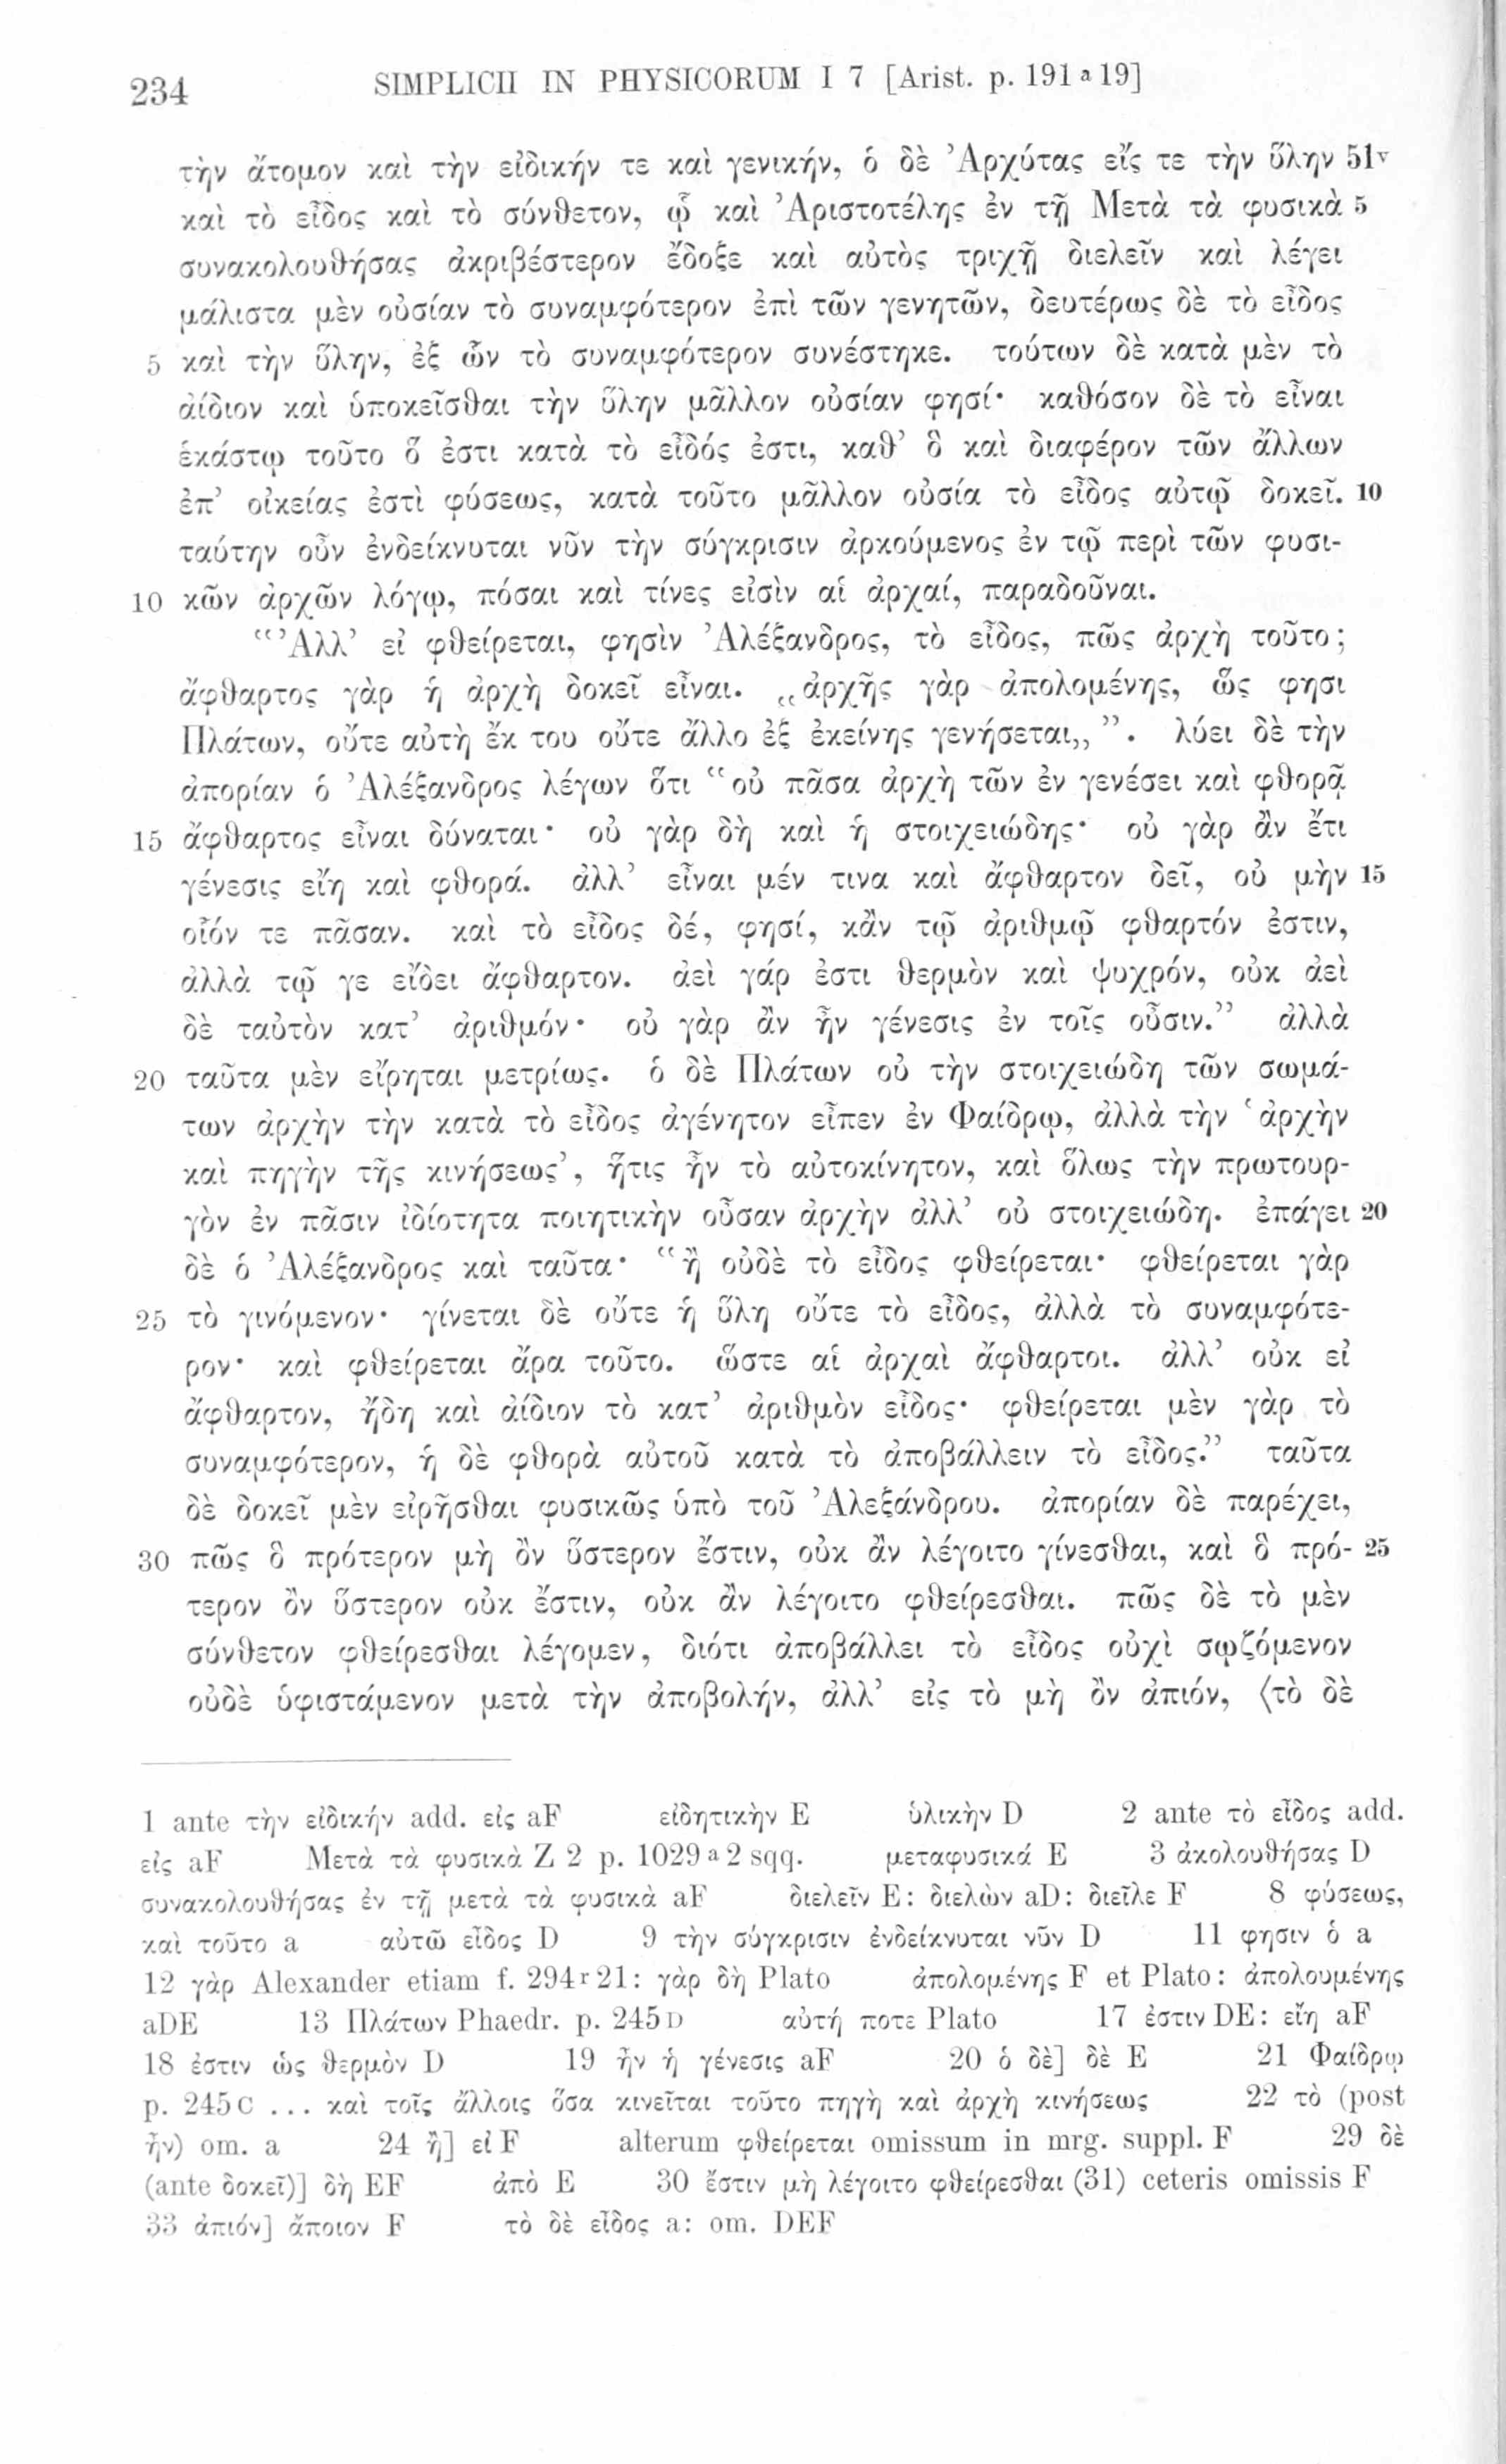 234 SIMPLICII IN PHYSICORUM I 7 [Arist. p. 191 a 19]
τὴν ἄτομον καὶ τὴν εἰδικήν τε καὶ γενικήν, ὁ δὲ Ἀρχύτας εἴς τε τὴν ὕλην 51v
καὶ τὸ εἶδος καὶ τὸ σύνθετον, ᾧ καὶ Ἀριστοτέλης ἐν τῇ Μετὰ τὰ φυσικὰ 5
συνακολουθήσας ἀκριβέστερον ἔδοξε καὶ αὐτὸς τριχῇ διελεῖν καὶ λέγει
μάλιστα μὲν οὐσίαν τὸ συναμφότερον ἐπὶ τῶν γενητῶν, δευτέρως δὲ τὸ εἶδος
5 καὶ τὴν ὕλην, ἐξ ὧν τὸ συναμφότερον συνέστηκε. τούτων δὲ κατὰ μὲν τὸ
ἀίδιον καὶ ὑποκεῖσθαι τὴν ὕλην μᾶλλον οὐσίαν φησί· καθόσον δὲ τὸ εἶναι
ἑκάστῳ τοῦτο ὅ ἐστι κατὰ τὸ εἶδός ἐστι, καθ’ ὃ καὶ διαφέρον τῶν ἄλλων
ἐπ’ οἰκείας ἐστὶ φύσεως, κατὰ τοῦτο μᾶλλον οὐσία τὸ εἶδος αὐτῷ δοκεῖ. 10
ταύτην οὖν ἐνδείκνυται νῦν τὴν σύγκρισιν ἀρκούμενος ἐν τῷ περὶ τῶν φυσι-
10 κῶν ἀρχῶν λόγῳ, πόσαι καὶ τίνες εἰσὶν αἱ ἀρχαί, παραδοῦναι.
“Ἀλλ’ εἰ φθείρεται, φησὶν Ἀλέξανδρος, τὸ εἶδος, πῶς ἀρχὴ τοῦτο;
ἄφθαρτος γὰρ ἡ ἀρχὴ δοκεῖ εἶναι. „ἀρχῆς γὰρ ἀπολομένης, ὥς φησι
Πλάτων, οὔτε αὐτὴ ἔκ του οὔτε ἄλλο ἐξ ἐκείνης γενήσεται„ ”. λύει δὲ τὴν
ἀπορίαν ὁ Ἀλέξανδρος λέγων ὅτι “οὐ πᾶσα ἀρχὴ τῶν ἐν γενέσει καὶ φθορᾷ
15 ἄφθαρτος εἶναι δύναται· οὐ γὰρ δὴ καὶ ἡ στοιχειώδης· οὐ γὰρ ἂν ἔτι
γένεσις εἴη καὶ φθορά. ἀλλ’ εἶναι μέν τινα καὶ ἄφθαρτον δεῖ, οὐ μὴν 15
οἷόν τε πᾶσαν. καὶ τὸ εἶδος δέ, φησί, κἂν τῷ ἀριθμῷ φθαρτόν ἐστιν,
ἀλλὰ τῷ γε εἴδει ἄφθαρτον. ἀεὶ γάρ ἐστι θερμὸν καὶ ψυχρόν, οὐκ ἀεὶ
δὲ ταὐτὸν κατ’ ἀριθμόν· οὐ γὰρ ἂν ἦν γένεσις ἐν τοῖς οὖσιν.” ἀλλὰ
20 ταῦτα μὲν εἴρηται μετρίως. ὁ δὲ Πλάτων οὐ τὴν στοιχειώδη τῶν σωμά-
των ἀρχὴν τὴν κατὰ τὸ εἶδος ἀγένητον εἶπεν ἐν Φαίδρῳ, ἀλλὰ τὴν ‘ἀρχὴν
καὶ πηγὴν τῆς κινήσεως’, ἥτις ἦν τὸ αὐτοκίνητον, καὶ ὅλως τὴν πρωτουρ-
γὸν ἐν πᾶσιν ἰδίοτητα ποιητικὴν οὖσαν ἀρχὴν ἀλλ’ οὐ στοιχειώδη. ἐπάγει 20
δὲ ὁ Ἀλέξανδρος καὶ ταῦτα· “ἢ οὐδὲ τὸ εἶδος φθείρεται· φθείρεται γὰρ
25 τὸ γινόμενον· γίνεται δὲ οὔτε ἡ ὕλη οὔτε τὸ εἶδος, ἀλλὰ τὸ συναμφότε-
ρον· καὶ φθείρεται ἄρα τοῦτο. ὥστε αἱ ἀρχαὶ ἄφθαρτοι. ἀλλ’ οὐκ εἰ
ἄφθαρτον, ἤδη καὶ ἀίδιον τὸ κατ’ ἀριθμὸν εἶδος· φθείρεται μὲν γὰρ τὸ
συναμφότερον, ἡ δὲ φθορὰ αὐτοῦ κατὰ τὸ ἀποβάλλειν τὸ εἶδος.” ταῦτα
δὲ δοκεῖ μὲν εἰρῆσθαι φυσικῶς ὑπὸ τοῦ Ἀλεξάνδρου. ἀπορίαν δὲ παρέχει,
30 πῶς ὃ πρότερον μὴ ὂν ὕστερον ἔστιν, οὐκ ἂν λέγοιτο γίνεσθαι, καὶ ὃ πρό- 25
τερον ὂν ὕστερον οὐκ ἔστιν, οὐκ ἂν λέγοιτο φθείρεσθαι. πῶς δὲ τὸ μὲν
σύνθετον φθείρεσθαι λέγομεν, διότι ἀποβάλλει τὸ εἶδος οὐχὶ σῳζόμενον
οὐδὲ ὑφιστάμενον μετὰ τὴν ἀποβολήν, ἀλλ’ εἰς τὸ μὴ ὂν ἀπιόν, ⟨τὸ δὲ
1 ante τὴν εἰδικήν add. εἰς aF εἰδητικὴν E ὑλικὴν D 2 ante τὸ εἶδος add.
εἰς aF Μετὰ τὰ φυσικὰ Z 2 p. 1029 a 2 sqq. μεταφυσικά E 3 ἀκολουθήσας D
συνακολουθήσας ἐν τῇ μετὰ τὰ φυσικὰ aF διελεῖν E: διελὼν aD: διεῖλε F 8 φύσεως,
καὶ τοῦτο a αὐτῶ εἶδος D 9 τὴν σύγκρισιν ἐνδείκνυται νῦν D 11 φησιν ὁ a
12 γὰρ Alexander etiam f. 294r 21: γὰρ δὴ Plato ἀπολομένης F et Plato: ἀπολουμένης
aDE 13 Πλάτων Phaedr. p. 245D αὐτή ποτε Plato 17 ἐστιν DE: εἴη aF
18 ἐστιν ὡς θερμὸν D 19 ἦν ἡ γένεσις aF 20 ὁ δὲ] δὲ E 21 Φαίδρῳ
p. 245C ... καὶ τοῖς ἄλλοις ὅσα κινεῖται τοῦτο πηγὴ καὶ ἀρχὴ κινήσεως 22 τὸ (post
ἦν) om. a 24 ἢ] εἰ F alterum φθείρεται omissum in mrg. suppl. F 29 δὲ
(ante δοκεῖ)] δὴ EF ἀπὸ E 30 ἔστιν μὴ λέγοιτο φθείρεσθαι (31) ceteris omissis F
33 ἀπιόν] ἄποιον F τὸ δὲ εἶδος a: om. DEF